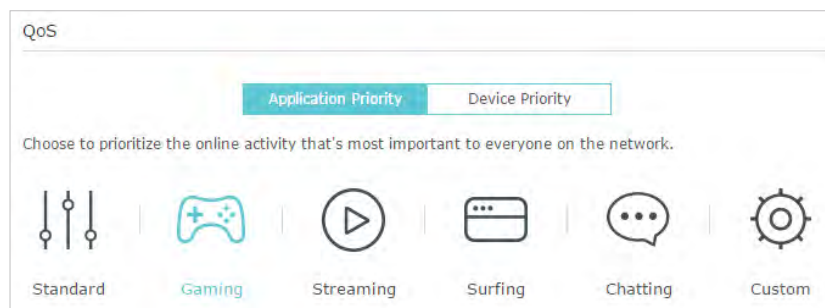 QoS
Application Priority Device Priority
Choose to prioritize the online activity that's most important to everyone on the network.
Standard Gaming Streaming Surfing Chatting Custom